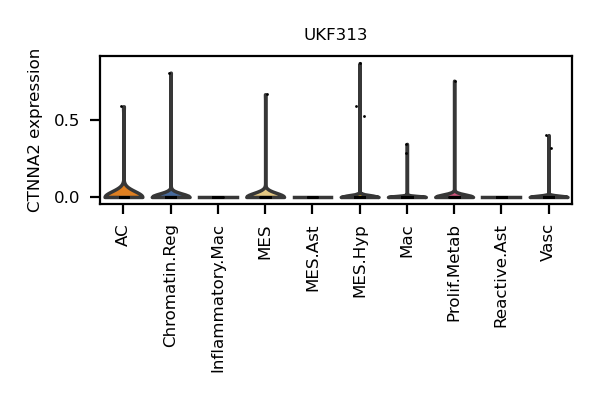 UKF313
CTNNA2 expression
0.5
0.0
AC
Chromatin.Reg
Inflammatory.Mac
MES
MES.Ast
MES.Hyp
Mac
Prolif.Metab
Reactive.Ast
Vasc